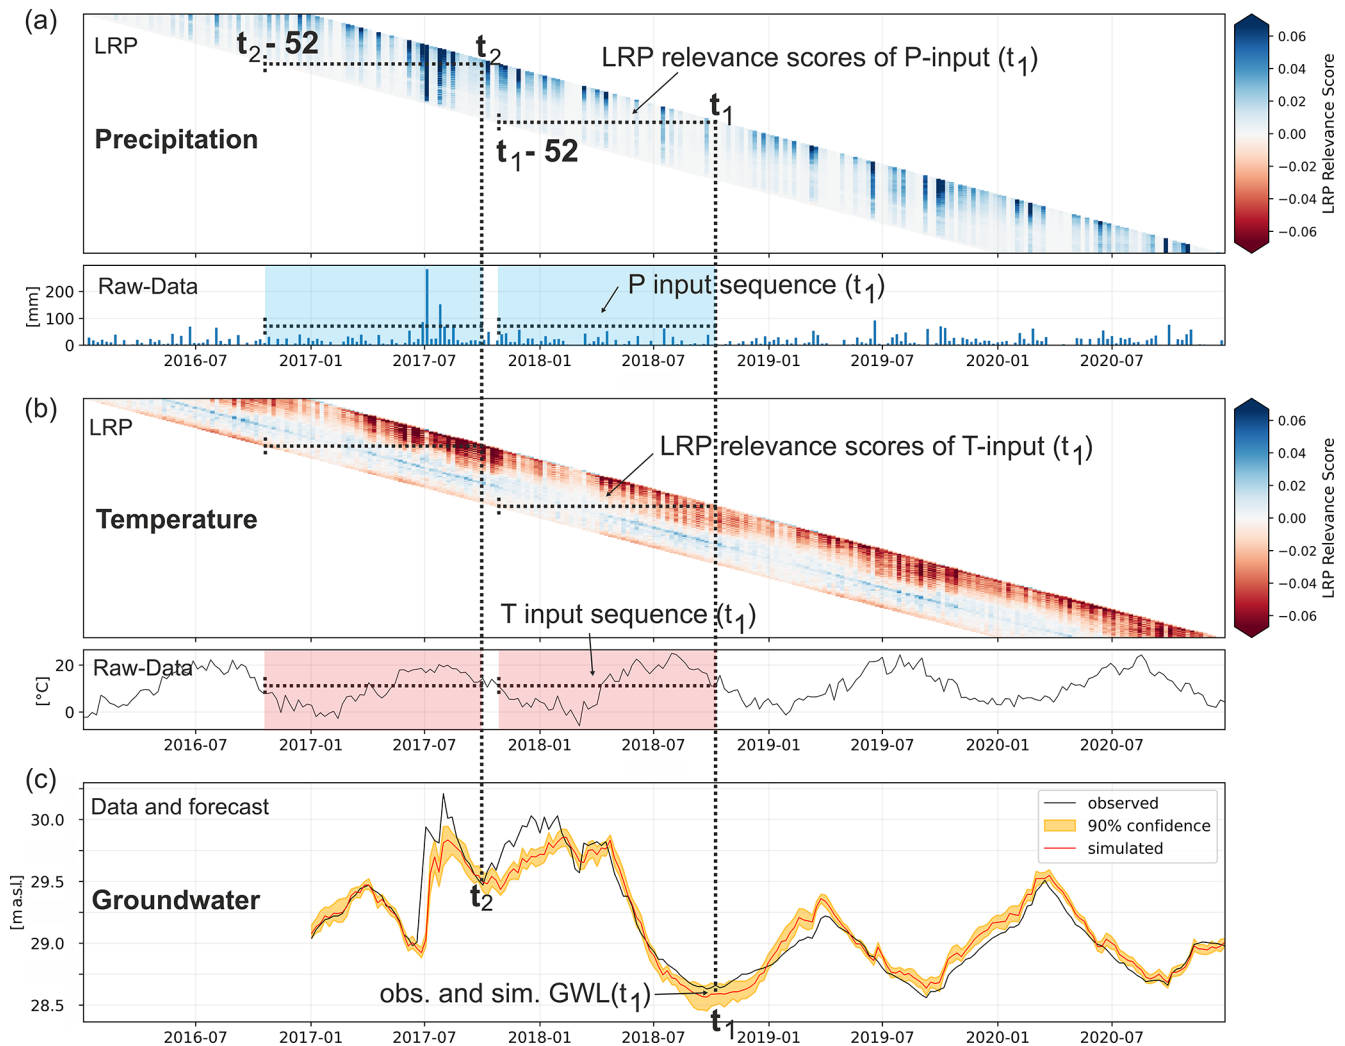 (a)
LRP
t2- 52
t2
LRP relevance scores of P-input (t1)
t1
t1- 52
Precipitation
0.06
0.04
0.02
0.00
−0.02
−0.04
−0.06
LRP Relevance Score
Raw-Data
P input sequence (t1)
[mm]
200
100
0
2016-07
2017-01
2017-07
2018-01
2018-07
2019-01
2019-07
2020-01
2020-07
(b)
LRP
LRP relevance scores of T-input (t1)
Temperature
0.06
0.04
0.02
0.00
−0.02
−0.04
−0.06
LRP Relevance Score
T input sequence (t1)
Raw-Data
[°C]
20
0
2016-07
2017-01
2017-07
2018-01
2018-07
2019-01
2019-07
2020-01
2020-07
(c)
Data and forecast
observed
90% confidence
simulated
Groundwater
t2
[m a.s.l]
30.0
29.5
29.0
28.5
obs. and sim. GWL(t1)
t1
2016-07
2017-01
2017-07
2018-01
2018-07
2019-01
2019-07
2020-01
2020-07